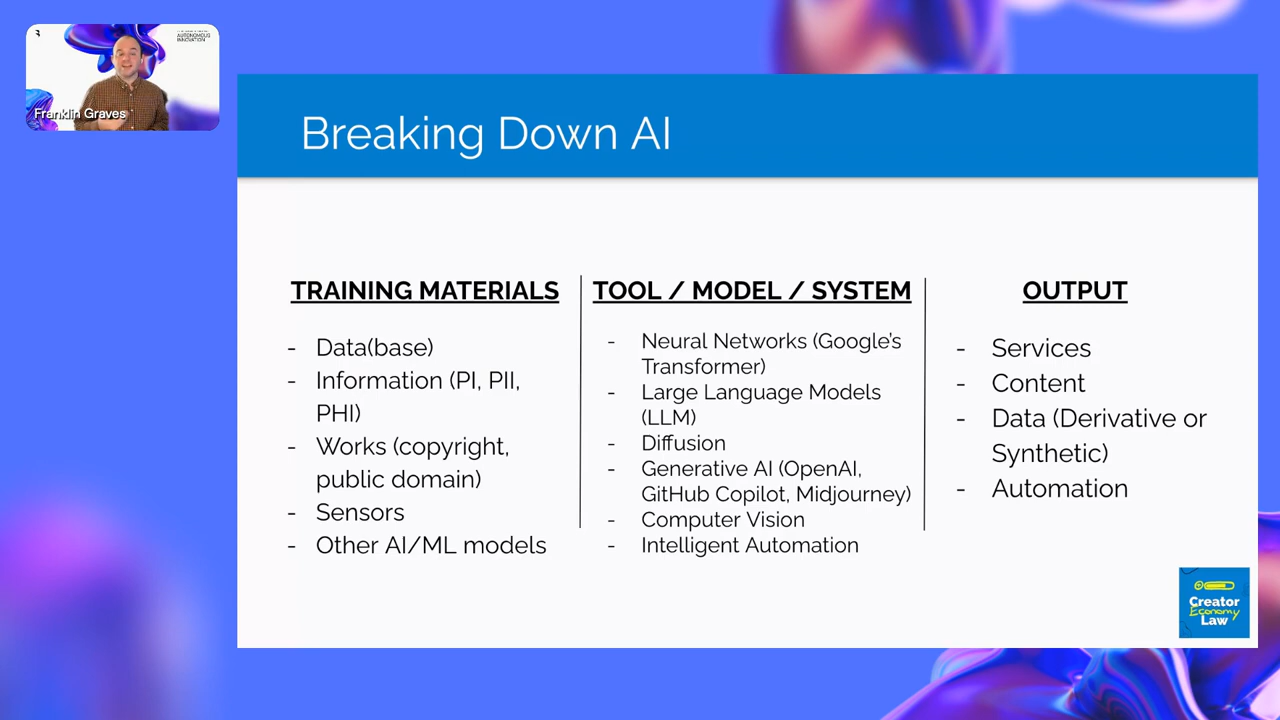 AUTONOMOUS
INNOVATION
Franklin Graves
Breaking Down AI
TRAINING MATERIALS
- Data(base)
- Information (PI, PII,
PHI)
- Works (copyright,
public domain)
- Sensors
- Other AI/ML models
TOOL / MODEL / SYSTEM
- Neural Networks (Google's
Transformer)
- Large Language Models
(LLM)
- Diffusion
- Generative AI (OpenAI,
GitHub Copilot, Midjourney)
- Computer Vision
- Intelligent Automation
OUTPUT
- Services
- Content
- Data (Derivative or
Synthetic)
- Automation
Creator
Economy
Law